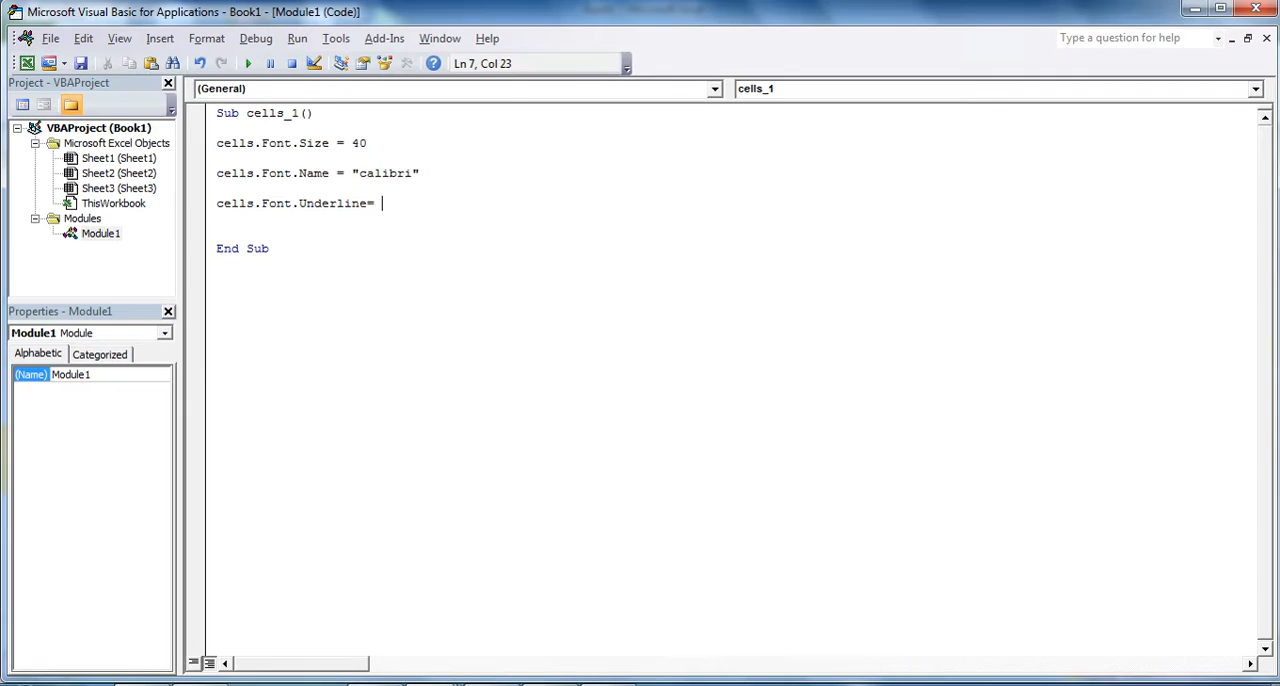 Microsoft Visual Basic for Applications - Book1 - [Module1 (Code)]
File Edit View Insert Format Debug Run Tools Add-Ins Window Help
Type a question for help
Ln 7, Col 23
Project - VBAProject
(General)
cells_1
VBAProject (Book1)
Microsoft Excel Objects
Sheet1 (Sheet1)
Sheet2 (Sheet2)
Sheet3 (Sheet3)
ThisWorkbook
Modules
Module1
Properties - Module1
Module1 Module
Alphabetic Categorized
(Name) Module1
Sub cells_1()
cells.Font.Size = 40
cells.Font.Name = "calibri"
cells.Font.Underline=
End Sub